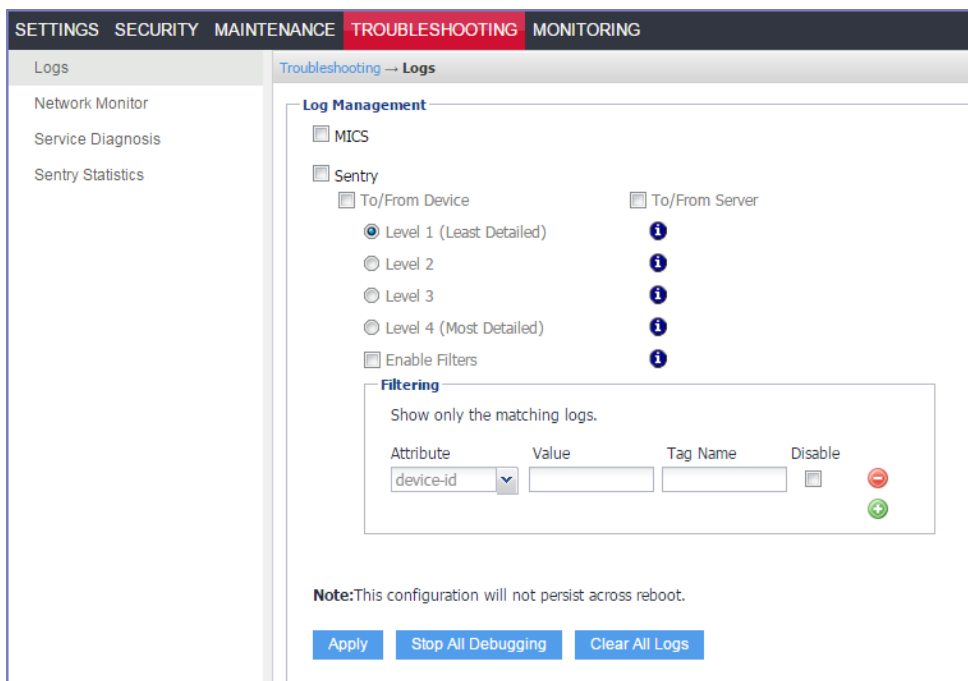 SETTINGS SECURITY MAINTENANCE TROUBLESHOOTING MONITORING
Logs
Network Monitor
Service Diagnosis
Sentry Statistics
Troubleshooting → Logs
Log Management
MICS
Sentry
To/From Device To/From Server
Level 1 (Least Detailed)
Level 2
Level 3
Level 4 (Most Detailed)
Enable Filters
Filtering
Show only the matching logs.
Attribute Value Tag Name Disable
device-id
Note:This configuration will not persist across reboot.
Apply Stop All Debugging Clear All Logs